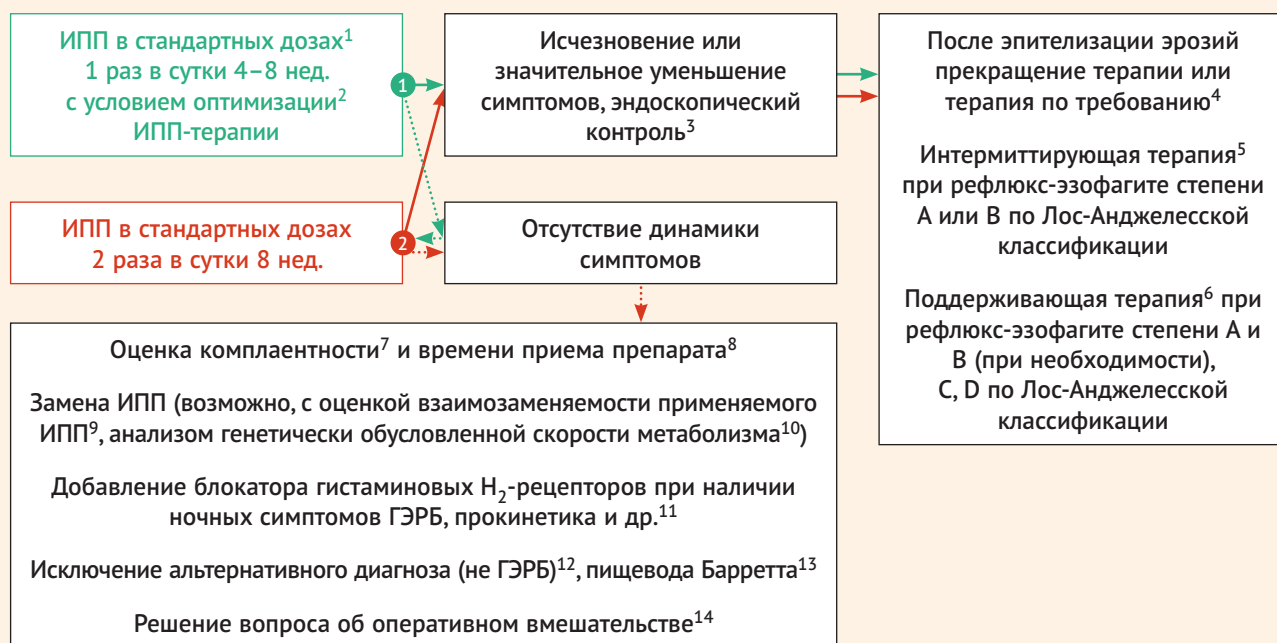 ИПП в стандартных дозах¹
1 раз в сутки 4–8 нед.
с условием оптимизации²
ИПП-терапии
1
Исчезновение или
значительное уменьшение
симптомов, эндоскопический
контроль³
После эпителизации эрозий
прекращение терапии или
терапия по требованию⁴
Интермиттирующая терапия⁵
при рефлюкс-эзофагите степени
А или В по Лос-Анджелесской
классификации
Поддерживающая терапия⁶ при
рефлюкс-эзофагите степени А и
В (при необходимости),
C, D по Лос-Анджелесской
классификации
ИПП в стандартных дозах
2 раза в сутки 8 нед.
2
Отсутствие динамики
симптомов
Оценка комплаентности⁷ и времени приема препарата⁸
Замена ИПП (возможно, с оценкой взаимозаменяемости применяемого
ИПП⁹, анализом генетически обусловленной скорости метаболизма¹⁰)
Добавление блокатора гистаминовых H₂-рецепторов при наличии
ночных симптомов ГЭРБ, прокинетика и др.¹¹
Исключение альтернативного диагноза (не ГЭРБ)¹², пищевода Барретта¹³
Решение вопроса об оперативном вмешательстве¹⁴